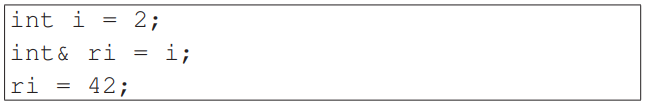 int i = 2;
int& ri = i;
ri = 42;